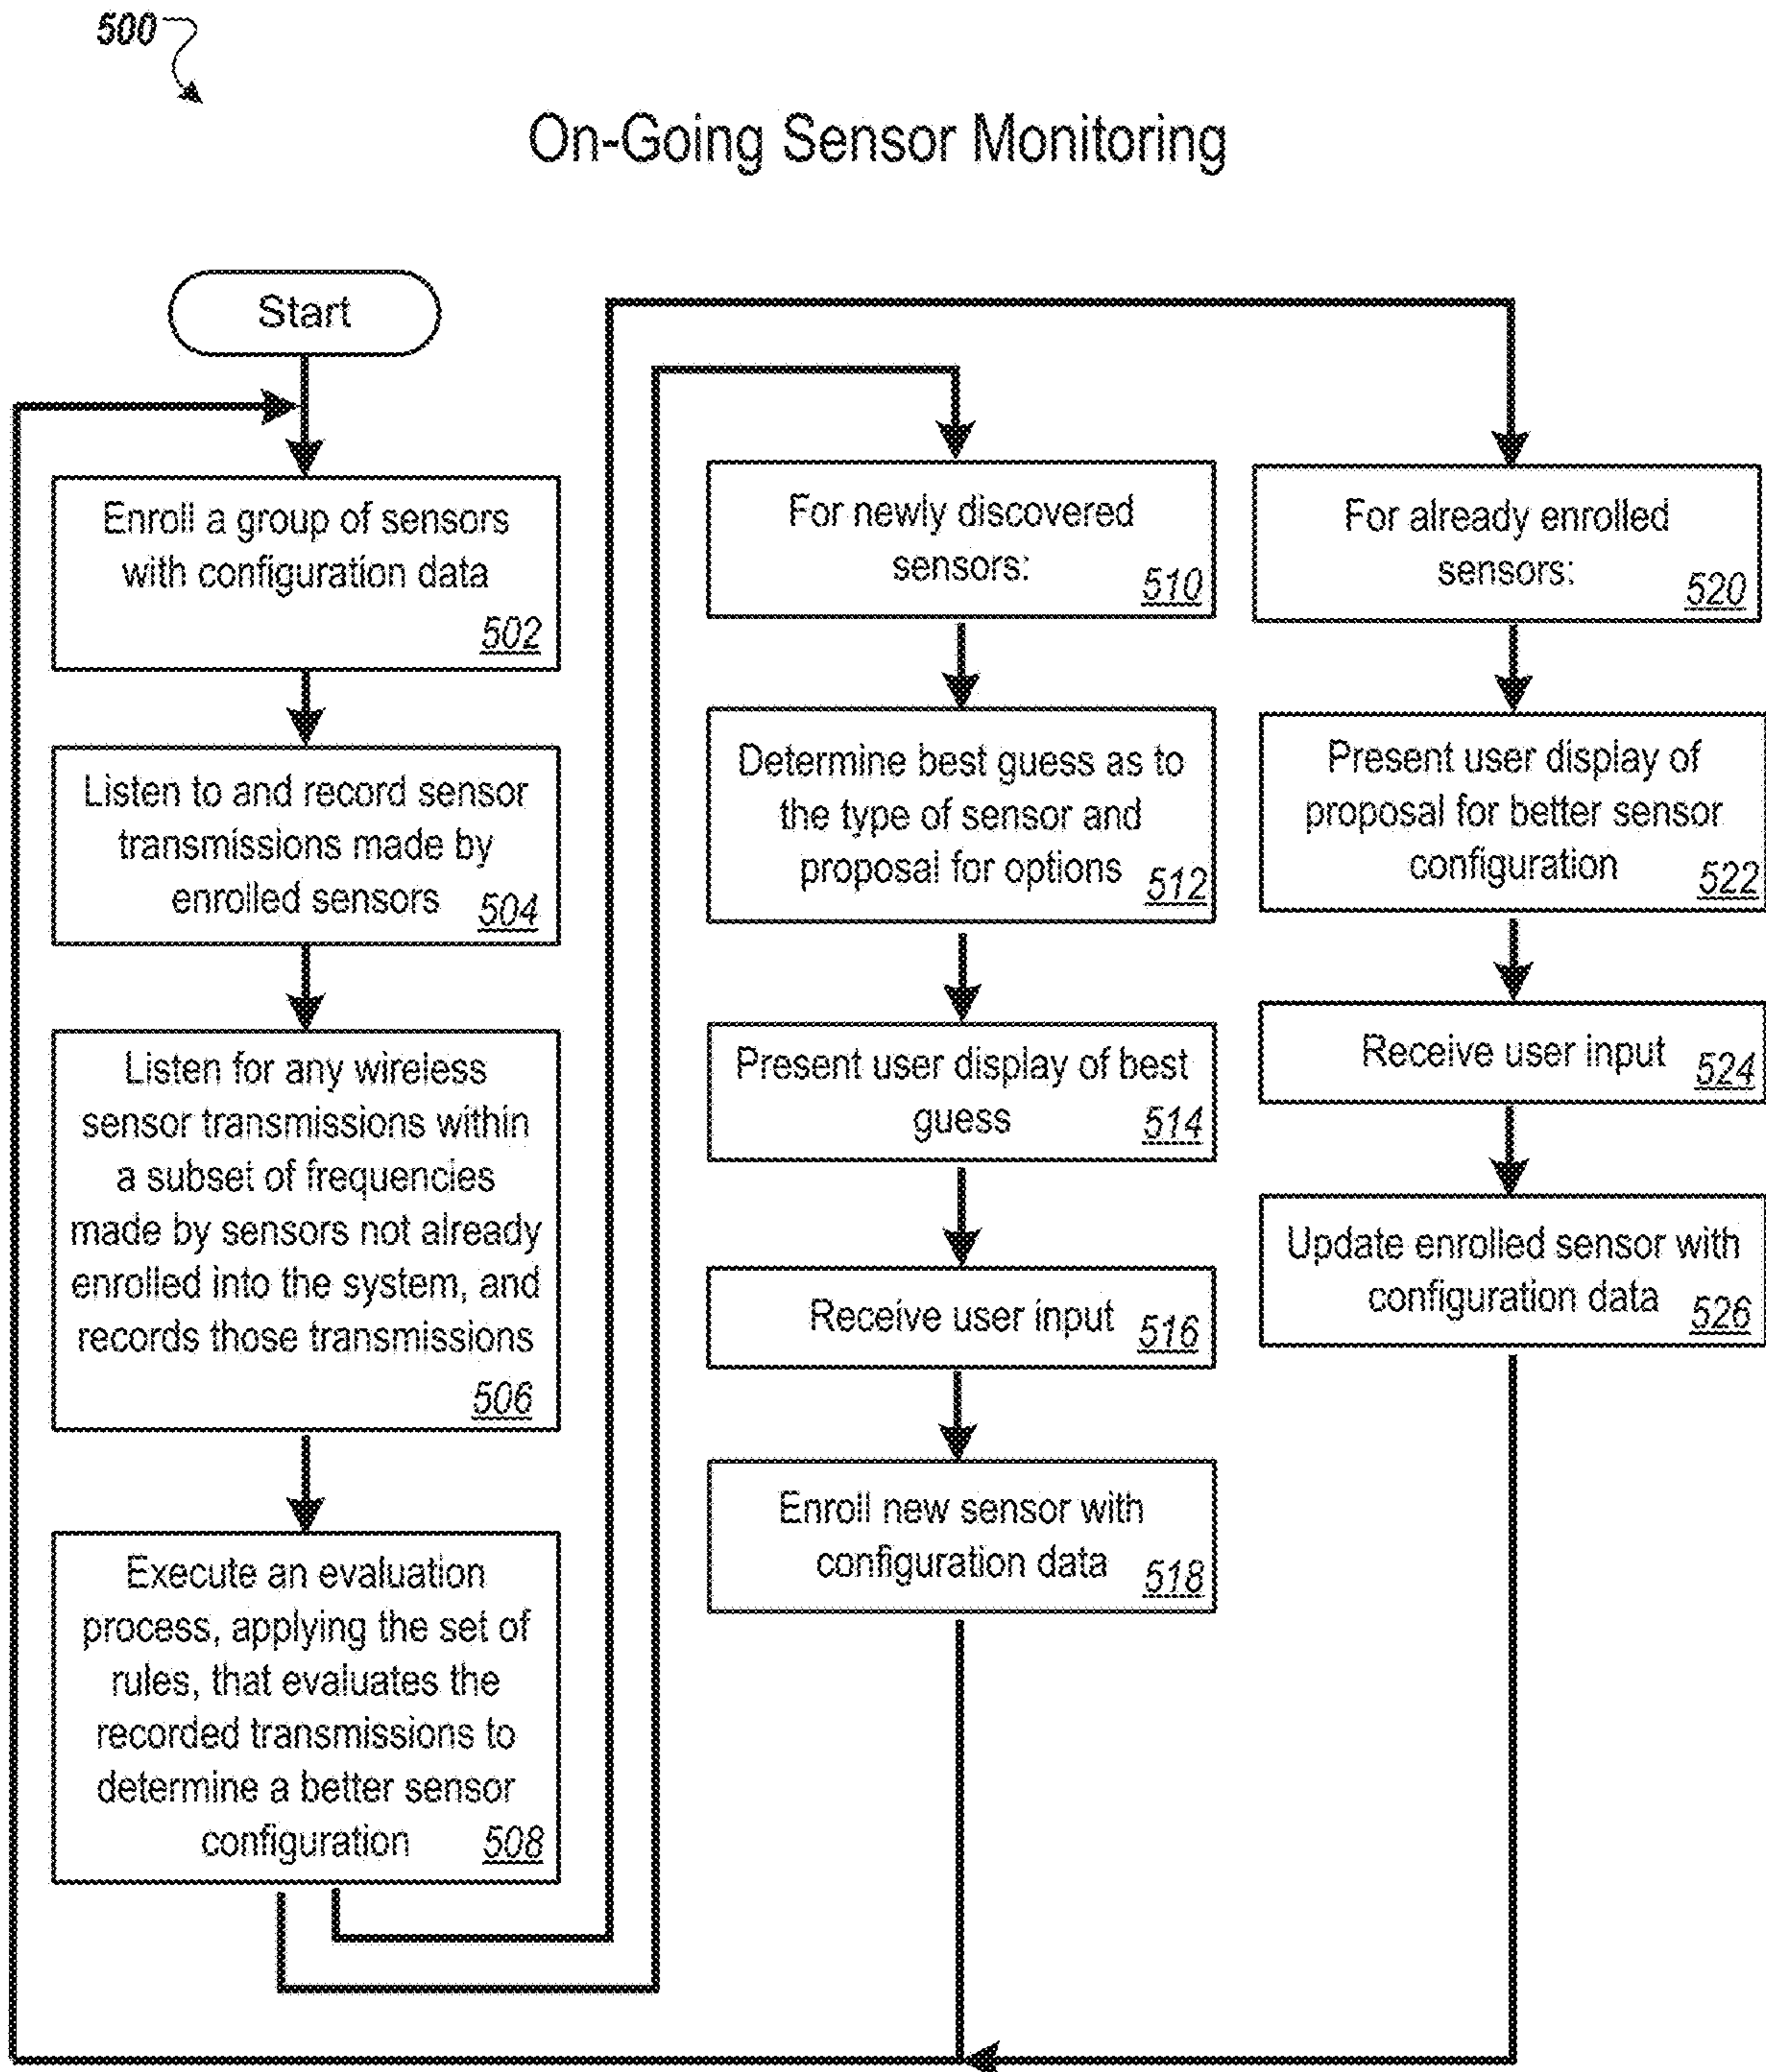 500
On-Going Sensor Monitoring
Start
Enroll a group of sensors
with configuration data
502
Listen to and record sensor
transmissions made by
enrolled sensors
504
Listen for any wireless
sensor transmissions within
a subset of frequencies
made by sensors not already
enrolled into the system, and
records those transmissions
506
Execute an evaluation
process, applying the set of
rules, that evaluates the
recorded transmissions to
determine a better sensor
configuration
508
For newly discovered
sensors:
510
Determine best guess as to
the type of sensor and
proposal for options
512
Present user display of best
guess
514
Receive user input
516
Enroll new sensor with
configuration data
518
For already enrolled
sensors:
520
Present user display of
proposal for better sensor
configuration
522
Receive user input
524
Update enrolled sensor with
configuration data
526